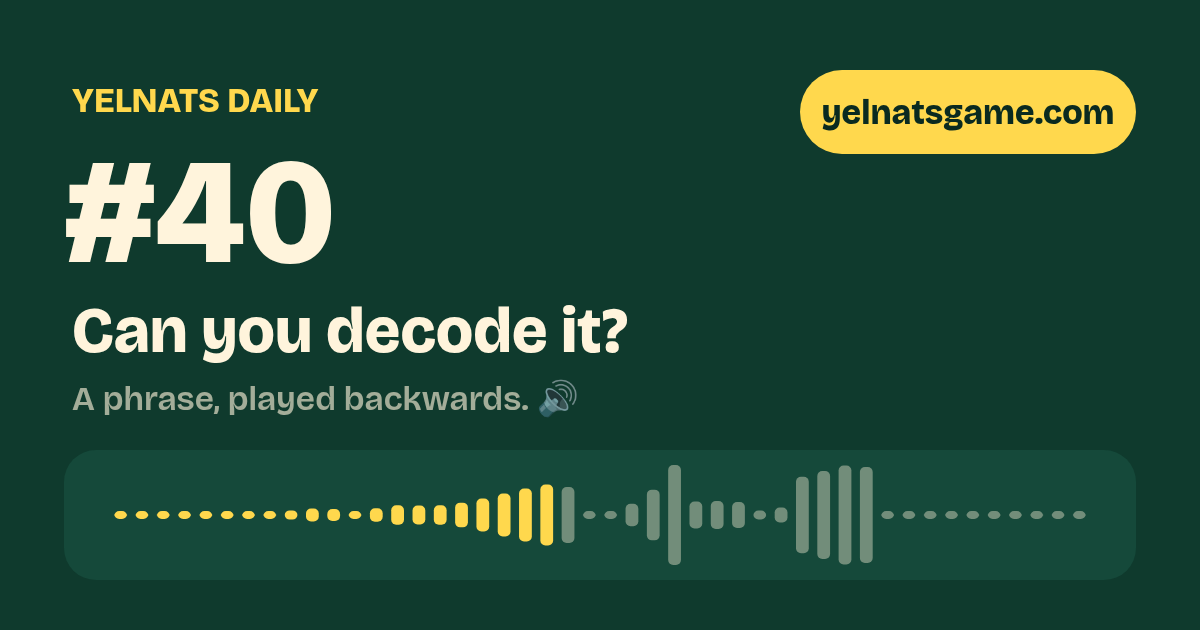 YELNATS DAILY
yelnatsgame.com
#40
Can you decode it?
A phrase, played backwards. 🔊